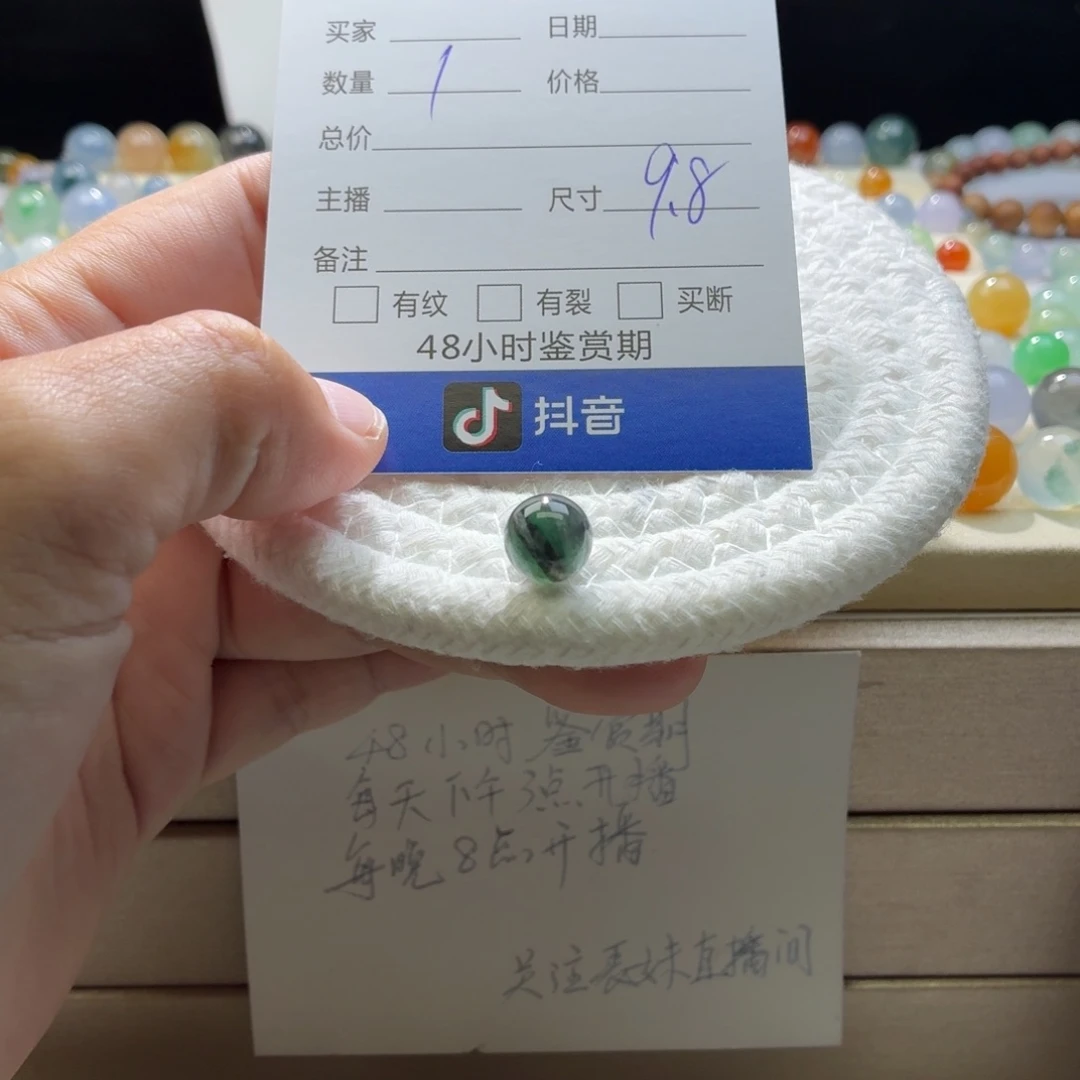 买家 日期
数量 1 价格
总价
主播 尺寸 9.8
备注
有纹 有裂 买断
48小时鉴赏期
抖音
48小时鉴赏期
每天下午3点开播
每晚8点开播
关注表妹直播间